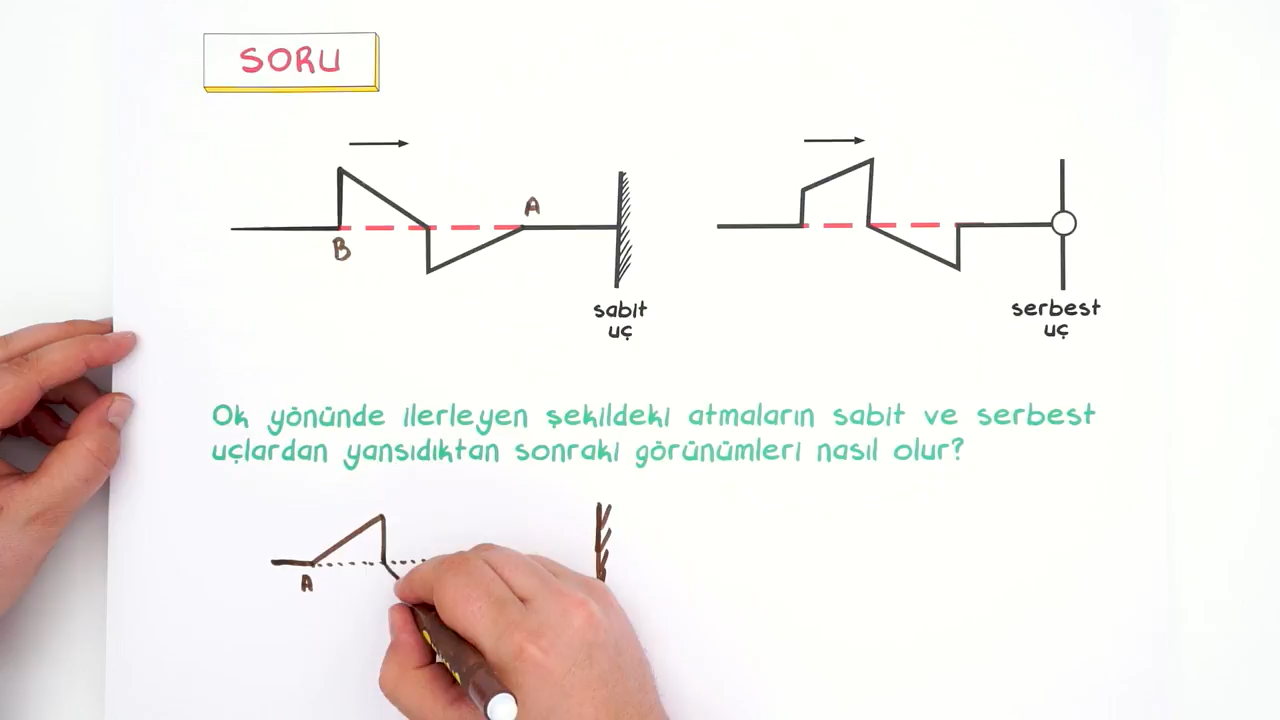 SORU
A
B
sabit
uç
serbest
uç
Ok yönünde ilerleyen şekildeki atmaların sabit ve serbest
uçlardan yansıdıktan sonraki görünümleri nasıl olur?
A